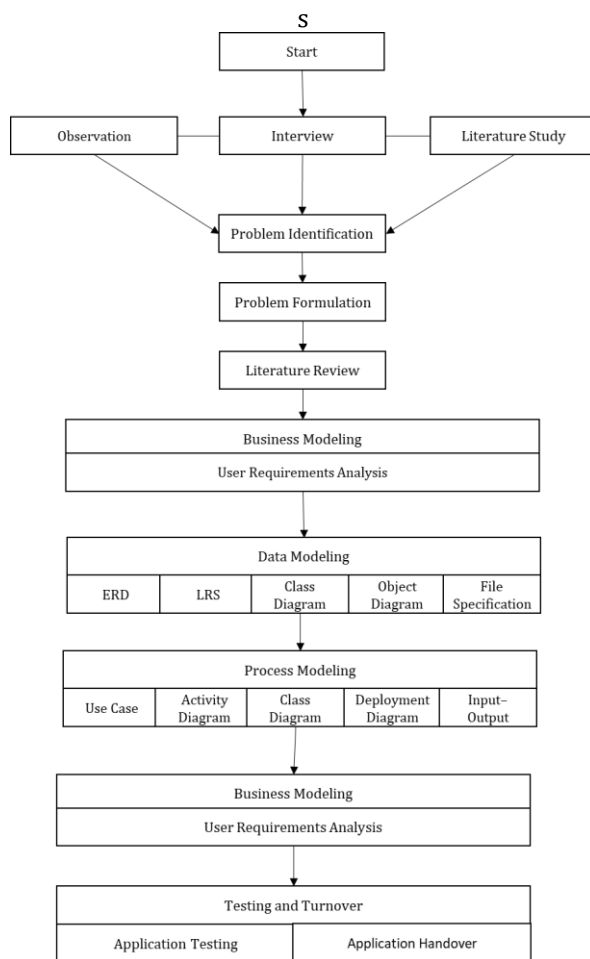 S
Start
Observation
Interview
Literature Study
Problem Identification
Problem Formulation
Literature Review
Business Modeling
User Requirements Analysis
Data Modeling
ERD
LRS
Class
Diagram
Object
Diagram
File
Specification
Process Modeling
Use Case
Activity
Diagram
Class
Diagram
Deployment
Diagram
Input–
Output
Business Modeling
User Requirements Analysis
Testing and Turnover
Application Testing
Application Handover